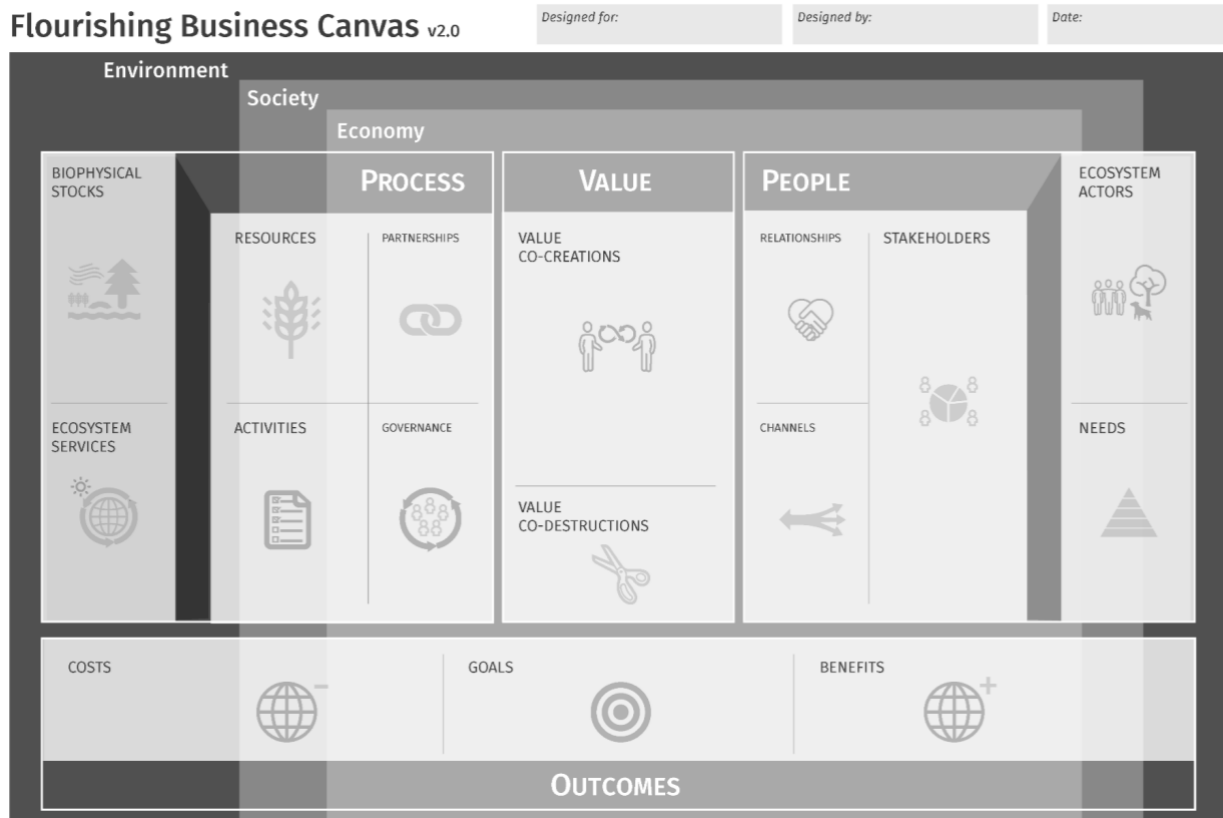 Flourishing Business Canvas v2.0
Designed for:
Designed by:
Date:
Environment
Society
Economy
BIOPHYSICAL
STOCKS
PROCESS
VALUE
PEOPLE
ECOSYSTEM
ACTORS
RESOURCES
PARTNERSHIPS
VALUE
CO-CREATIONS
RELATIONSHIPS
STAKEHOLDERS
ECOSYSTEM
SERVICES
ACTIVITIES
GOVERNANCE
VALUE
CO-DESTRUCTIONS
CHANNELS
NEEDS
COSTS
GOALS
BENEFITS
OUTCOMES